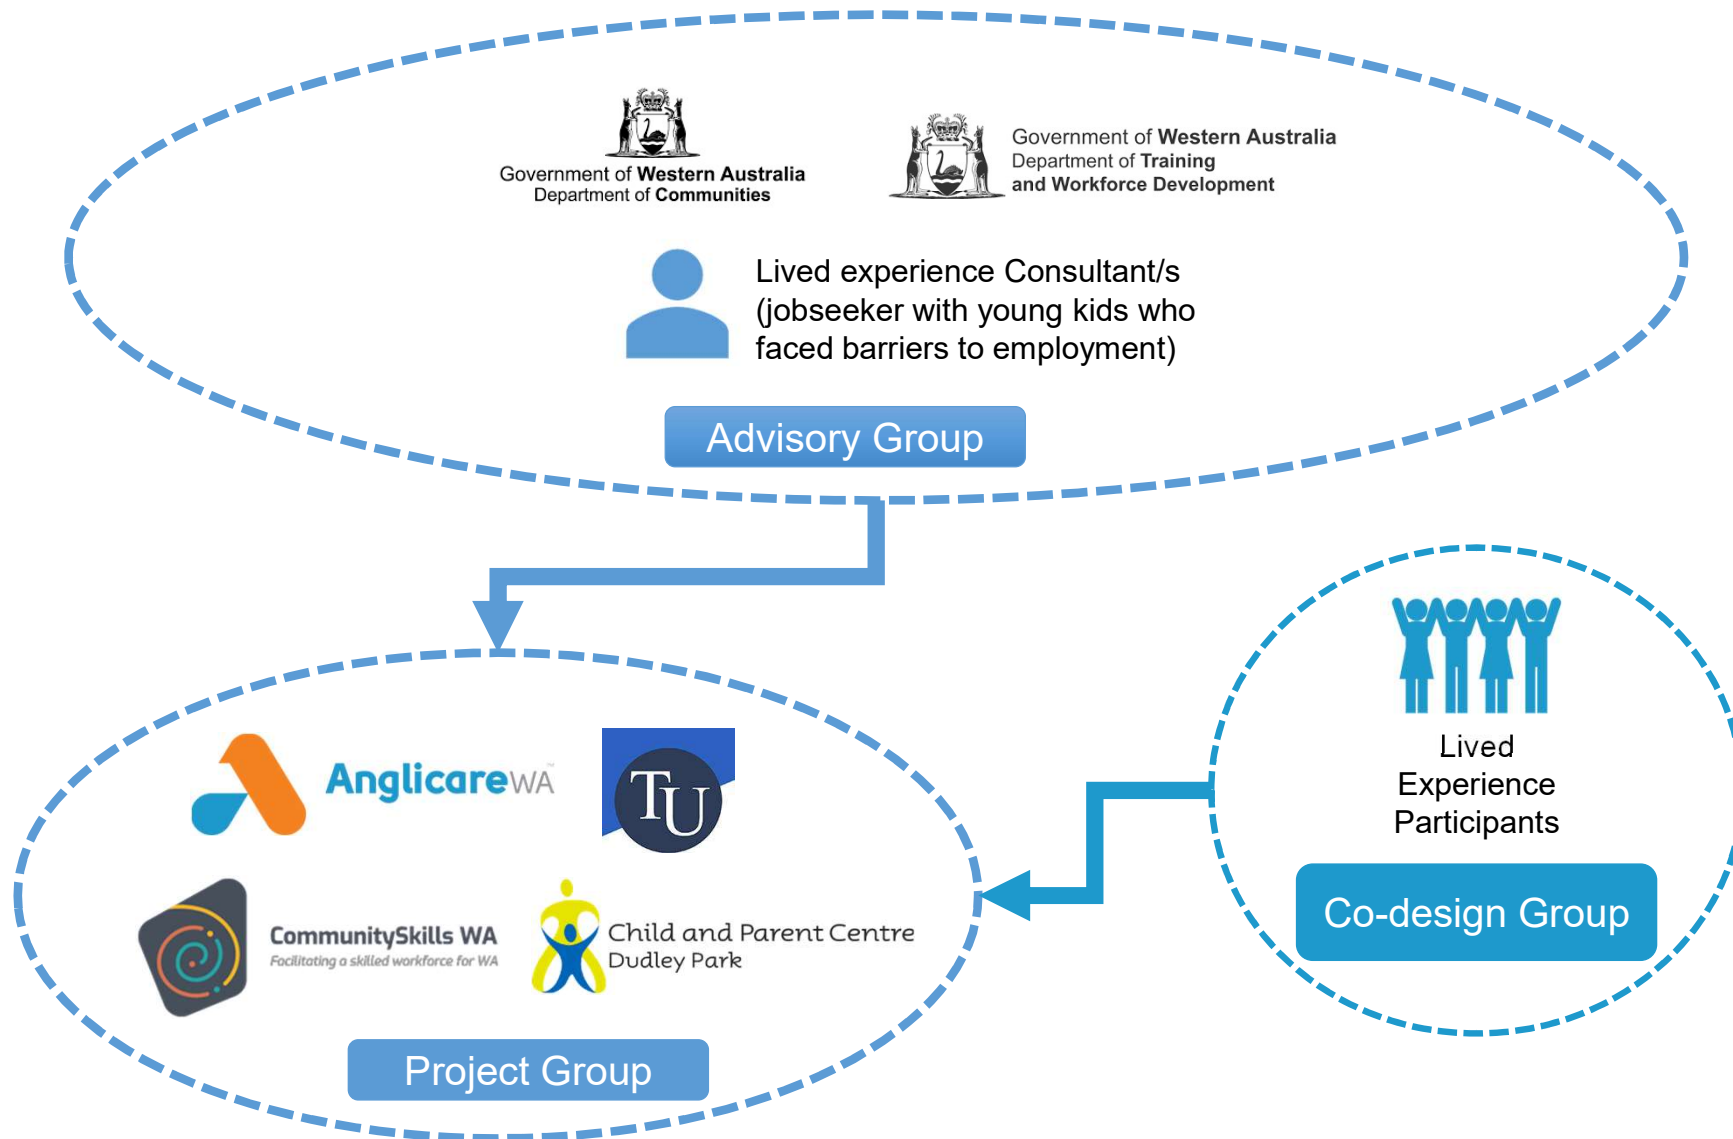 Government of Western Australia
Department of Communities
Government of Western Australia
Department of Training
and Workforce Development
Lived experience Consultant/s
(jobseeker with young kids who
faced barriers to employment)
Advisory Group
Lived
Experience
Participants
Co-design Group
AnglicareWA™
TU
CommunitySkills WA
Facilitating a skilled workforce for WA
Child and Parent Centre
Dudley Park
Project Group